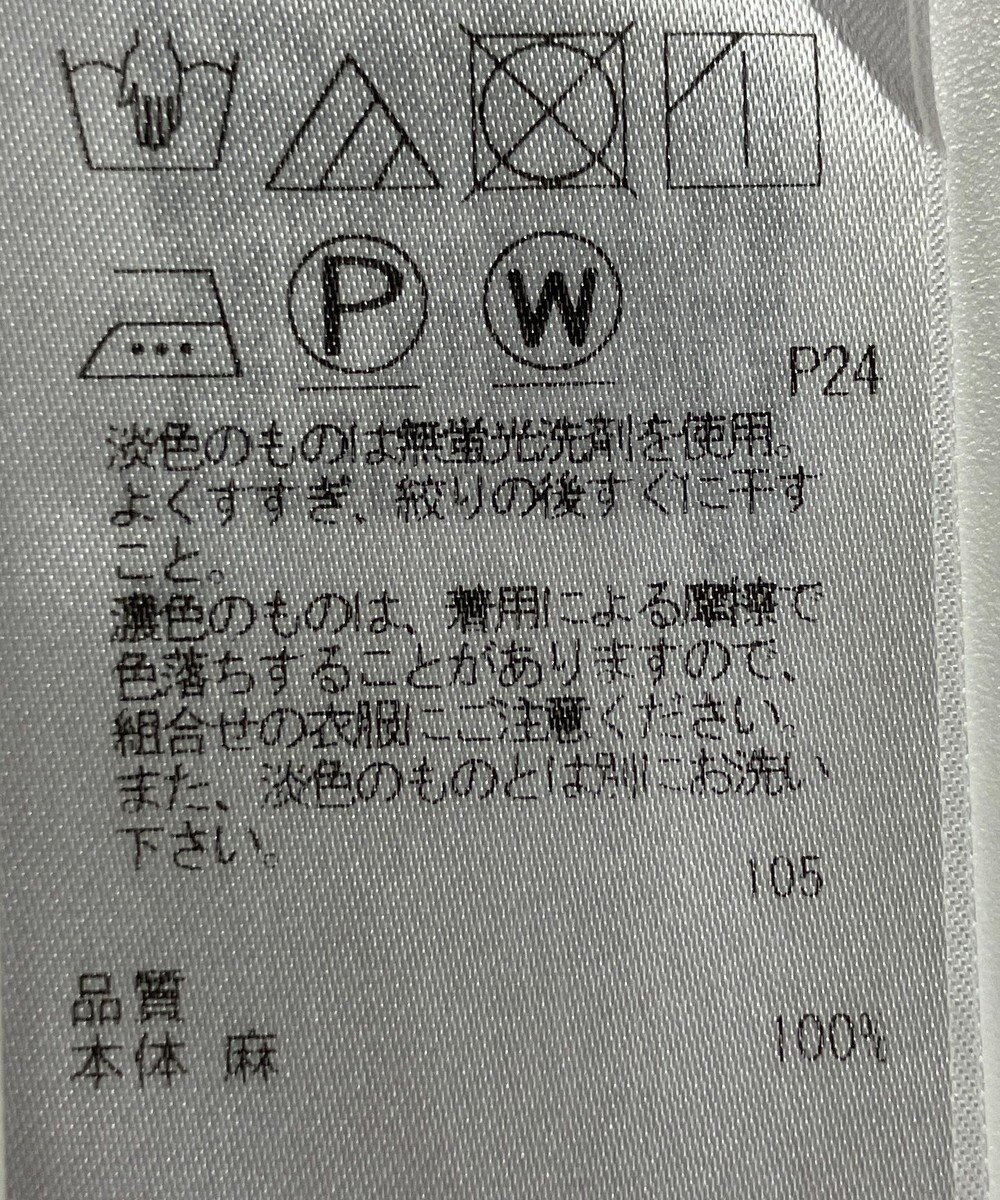 P W
P24
淡色のものは無蛍光洗剤を使用。
よくすすぎ、絞りの後すぐに干す
こと。
濃色のものは、着用による摩擦で
色落ちすることがありますので、
組合せの衣服にご注意ください。
また、淡色のものとは別にお洗い
下さい。
105
品質
本体 麻 100%